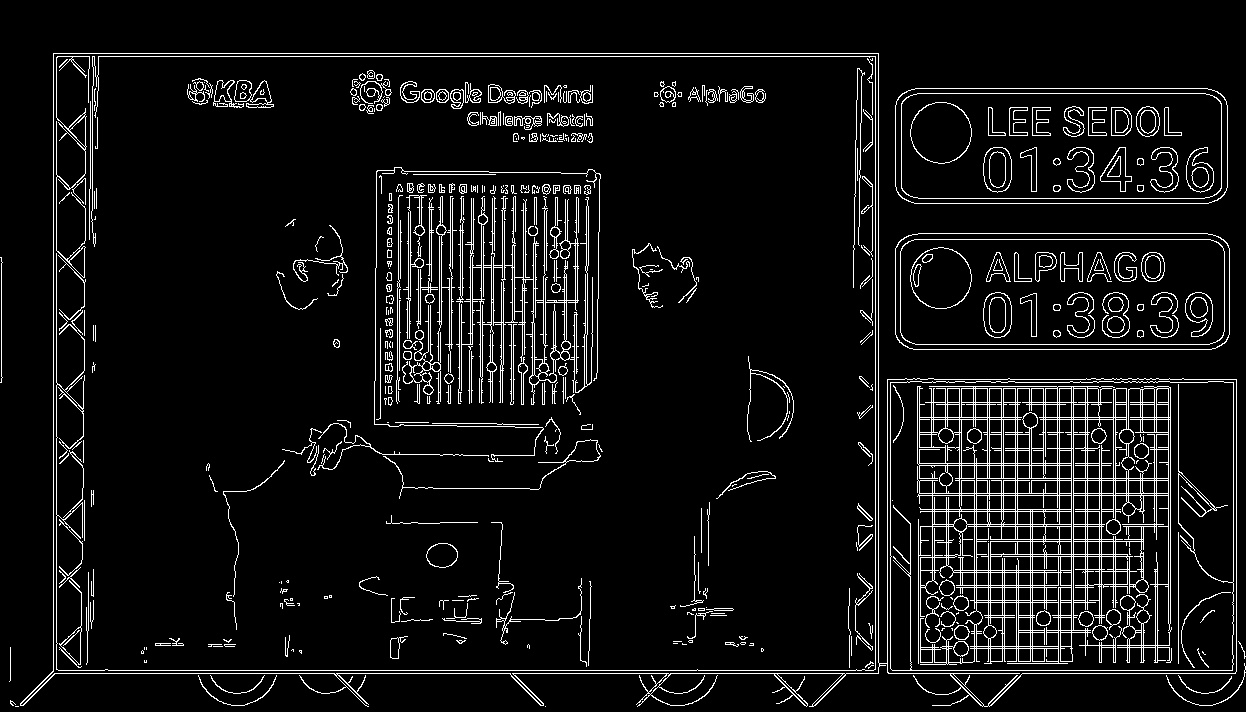 KBA
Google DeepMind
Challenge Match
AlphaGo
LEE SEDOL
01:34:36
ALPHAGO
01:38:39